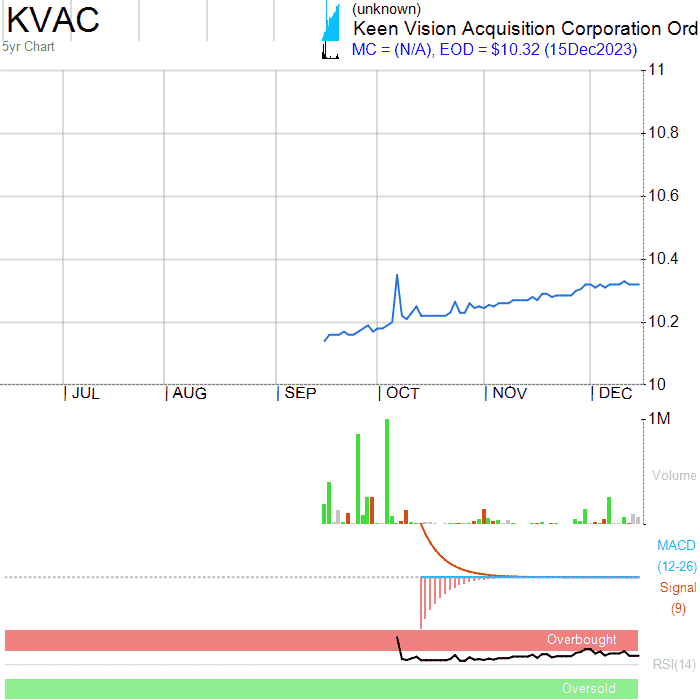 KVAC
5yr Chart
(unknown)
Keen Vision Acquisition Corporation Ord
MC = (N/A), EOD = $10.32 (15Dec2023)
11
10.8
10.6
10.4
10.2
10
JUL AUG SEP OCT NOV DEC
1M
Volume
MACD
(12-26)
Signal
(9)
Overbought
RSI(14)
Oversold